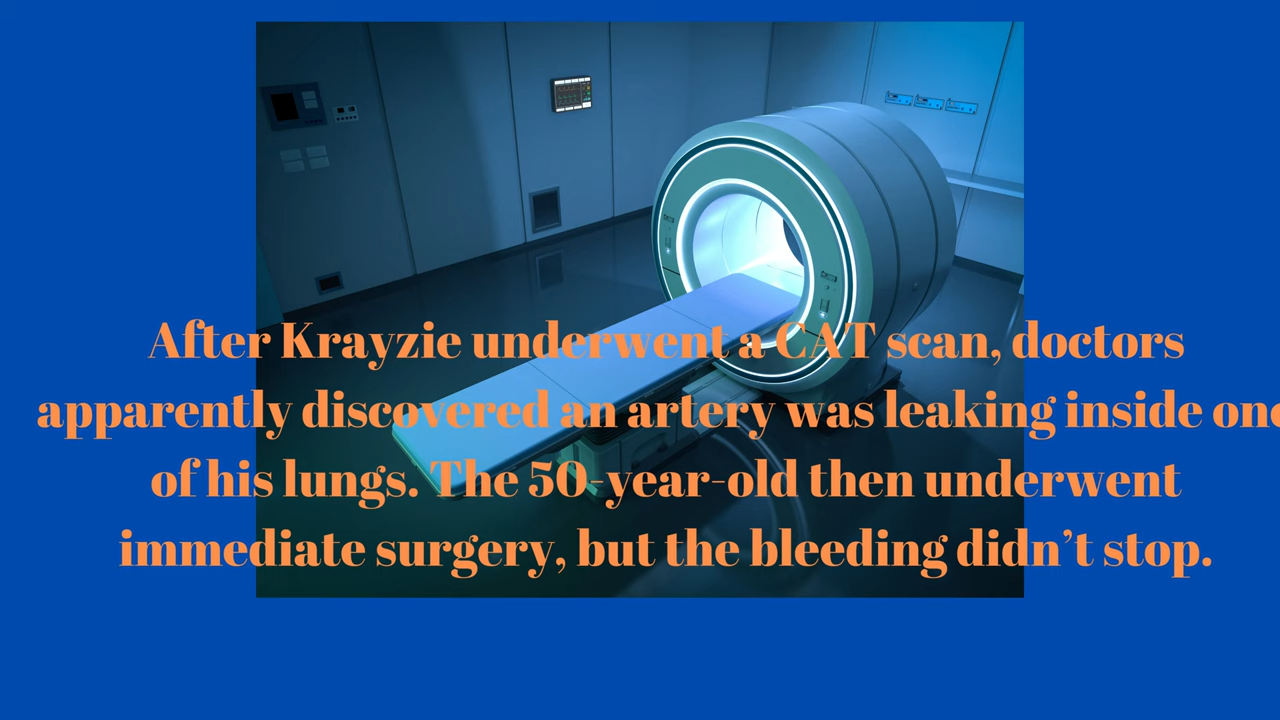 After Krayzie underwent a CAT scan, doctors
apparently discovered an artery was leaking inside one
of his lungs. The 50-year-old then underwent
immediate surgery, but the bleeding didn’t stop.